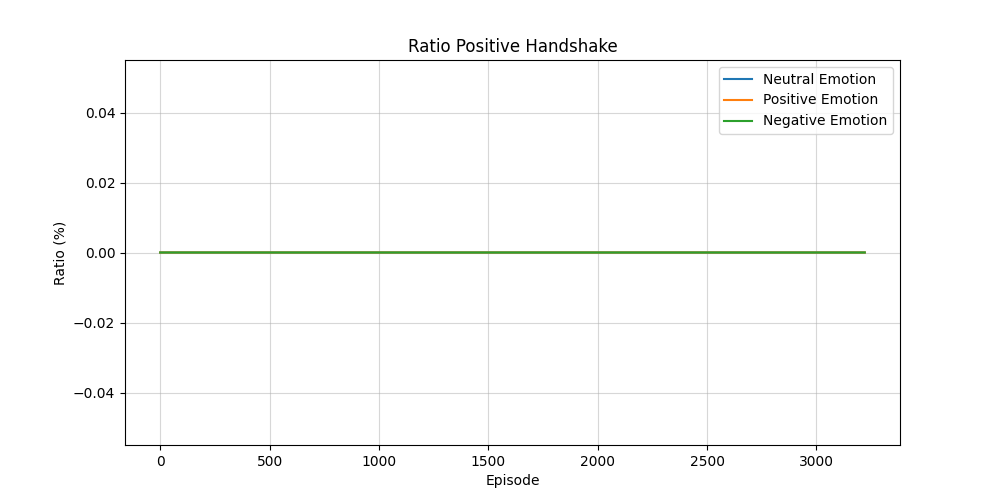 Ratio Positive Handshake
Neutral Emotion
Positive Emotion
Negative Emotion
0.04
0.02
0.00
−0.02
−0.04
Ratio (%)
0 500 1000 1500 2000 2500 3000
Episode